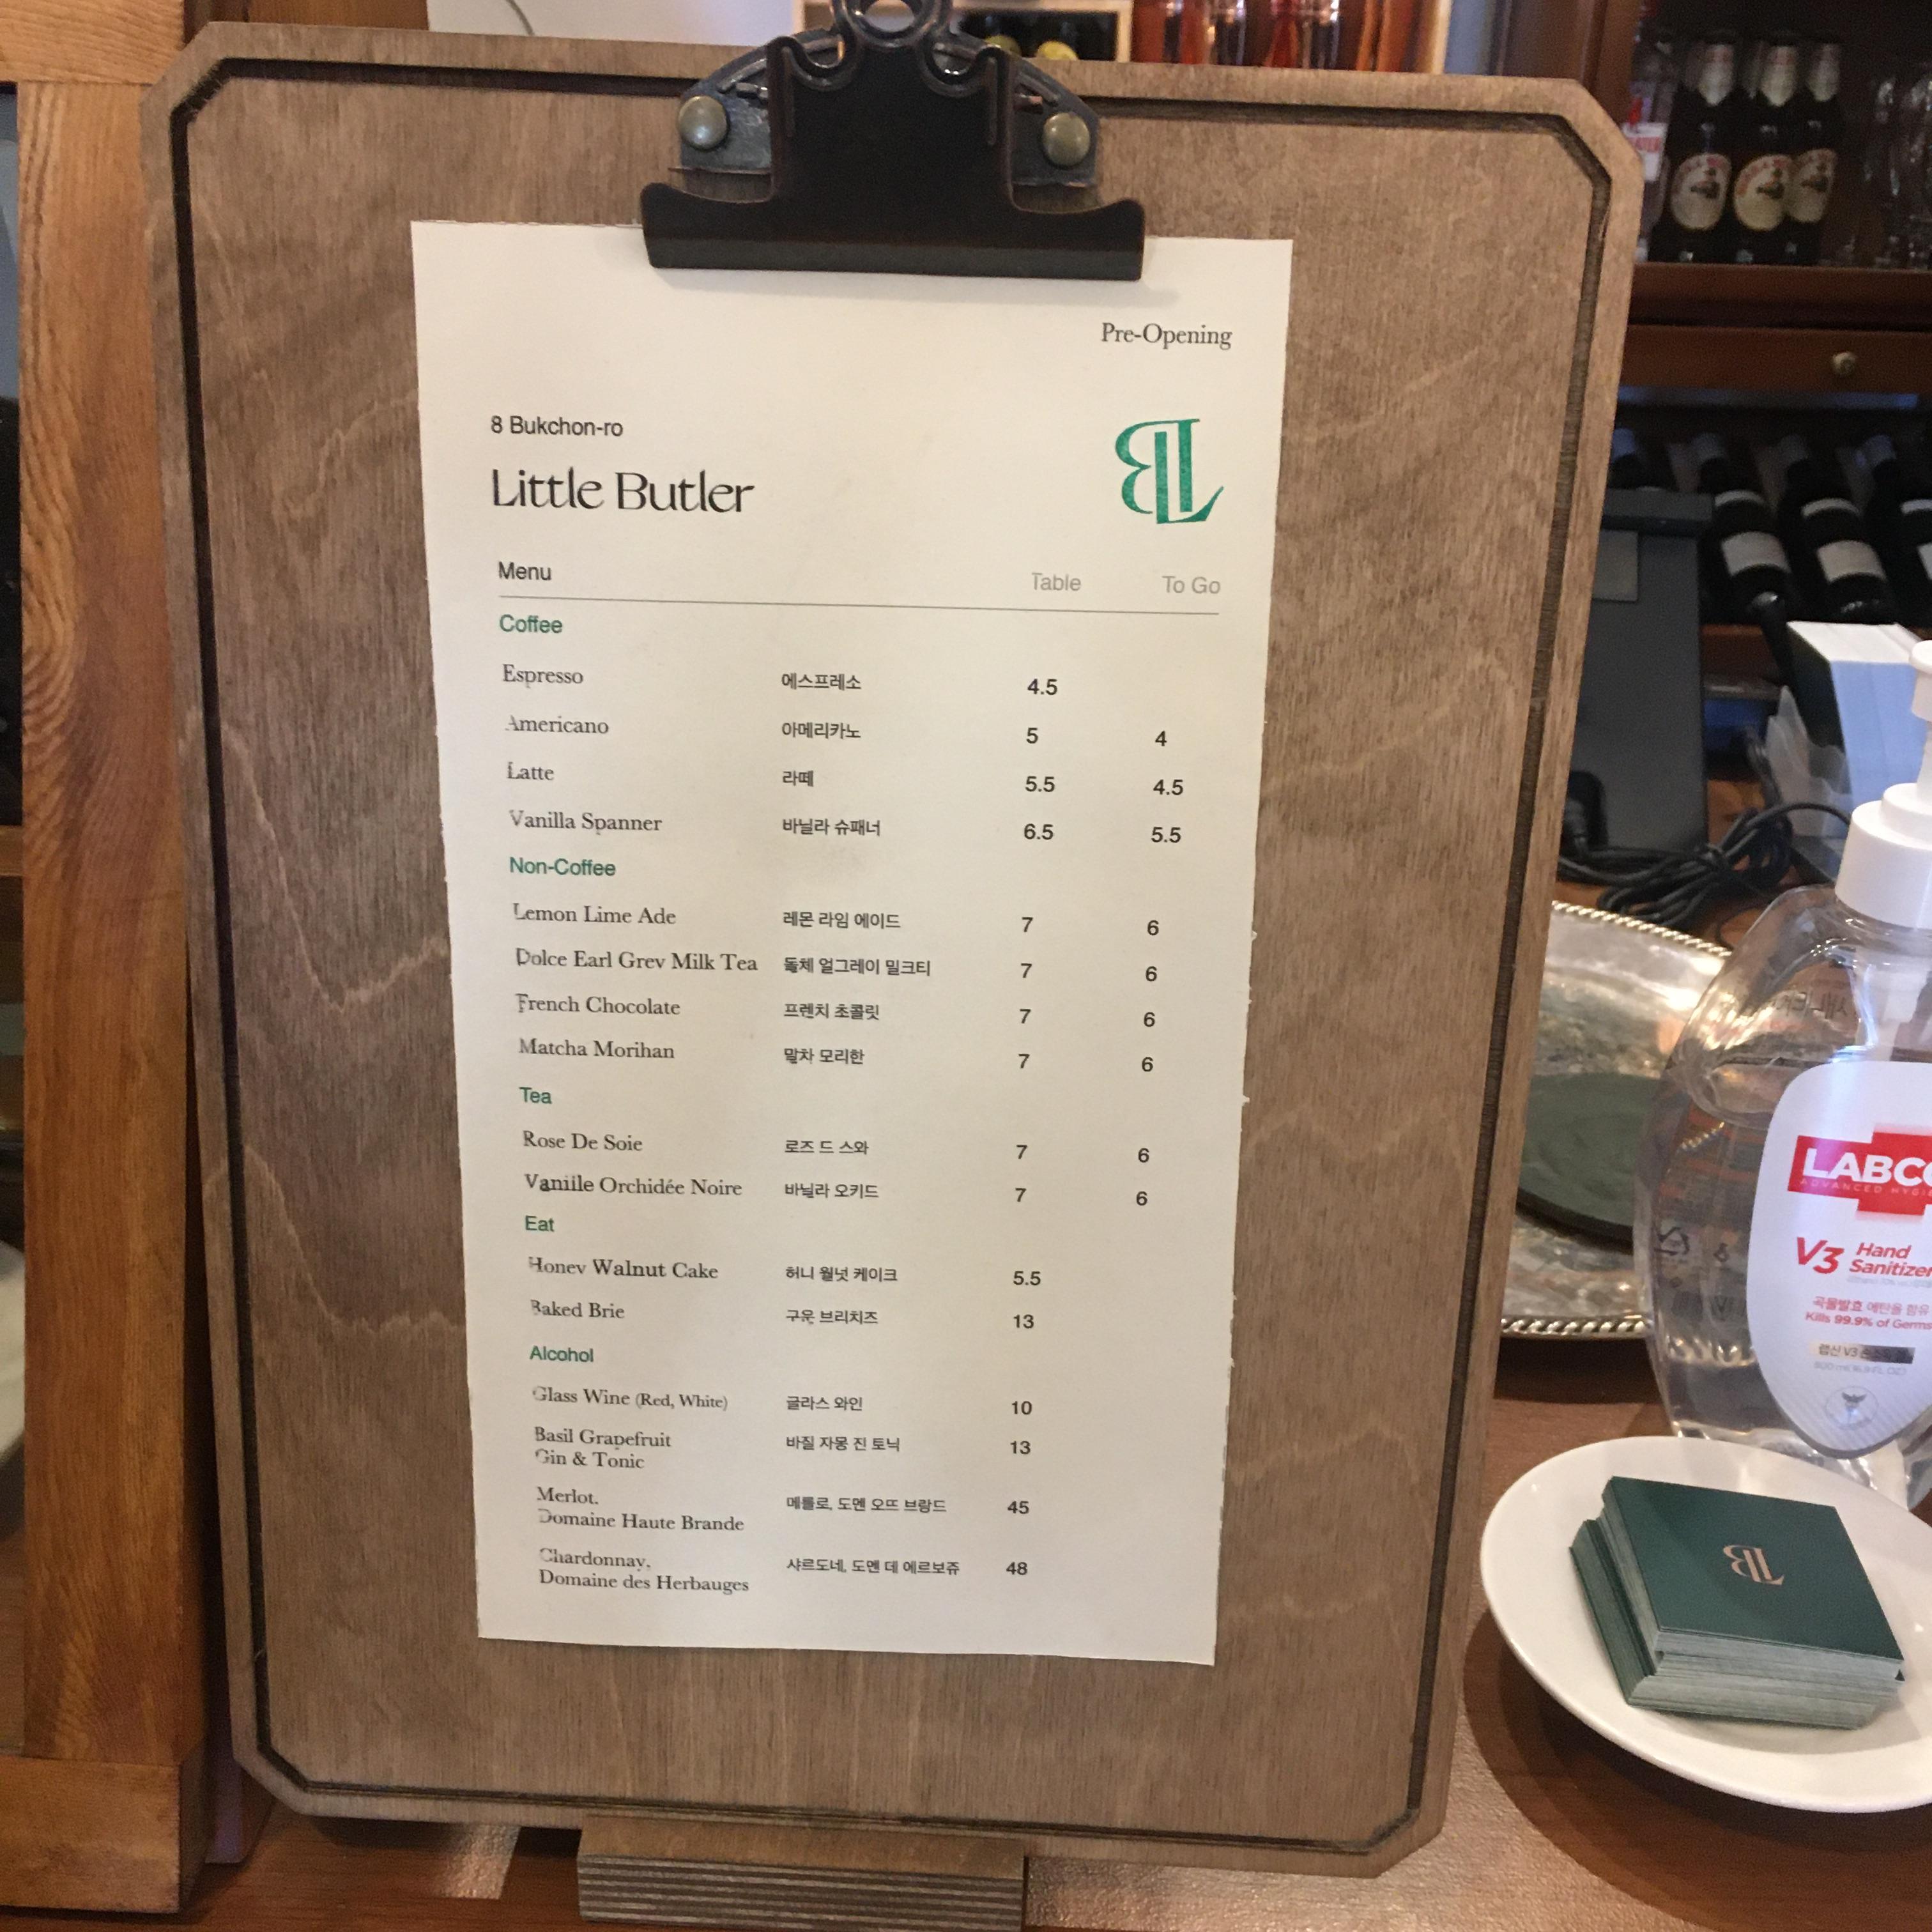 Pre-Opening
8 Bukchon-ro
Little Butler
BL
Menu Table To Go
Coffee
Espresso 에스프레소 4.5
Americano 아메리카노 5 4
Latte 라떼 5.5 4.5
Vanilla Spanner 바닐라 슈패너 6.5 5.5
Non-Coffee
Lemon Lime Ade 레몬 라임 에이드 7 6
Dolce Earl Grey Milk Tea 돌체 얼그레이 밀크티 7 6
French Chocolate 프렌치 초콜릿 7 6
Matcha Morihan 말차 모리한 7 6
Tea
Rose De Soie 로즈 드 스와 7 6
Vanille Orchidée Noire 바닐라 오키드 7 6
Eat
Honey Walnut Cake 허니 월넛 케이크 5.5
Baked Brie 구운 브리치즈 13
Alcohol
Glass Wine (Red, White) 글라스 와인 10
Basil Grapefruit 바질 자몽 진 토닉 13
Gin & Tonic
Merlot, 메를로, 도멘 오뜨 브랑드 45
Domaine Haute Brande
Chardonnay, 샤르도네, 도멘 데 에르보쥬 48
Domaine des Herbauges
V3 Hand
Sanitizer
곡물발효 에탄올 함유
Kills 99.9% of Germs
BL